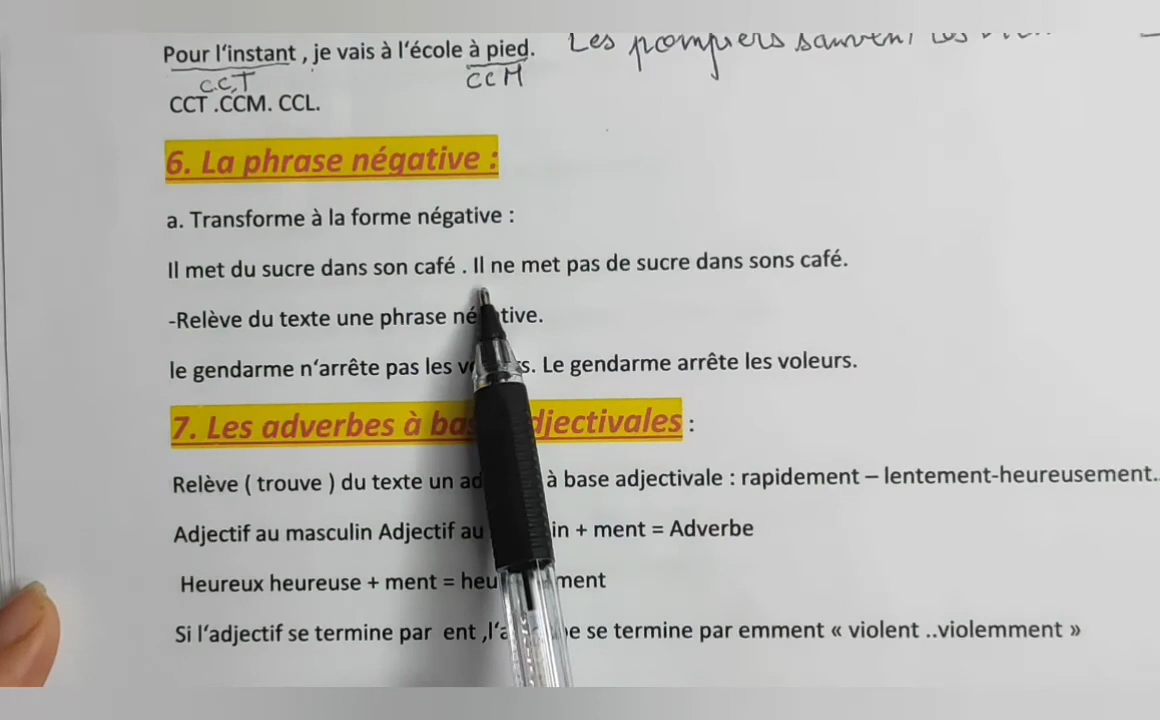 Pour l'instant , je vais à l'école à pied. Les pompiers sauvent
C.C.T CCM
CCT .CCM. CCL.
6. La phrase négative :
a. Transforme à la forme négative :
Il met du sucre dans son café . Il ne met pas de sucre dans sons café.
-Relève du texte une phrase tive.
le gendarme n'arrête pas les Le gendarme arrête les voleurs.
7. Les adverbes à djectivales :
Relève ( trouve ) du texte un à base adjectivale : rapidement – lentement-heureusement..
Adjectif au masculin Adjectif au in + ment = Adverbe
Heureux heureuse + ment = ment
Si l'adjectif se termine par ent , se termine par emment « violent ..violemment »